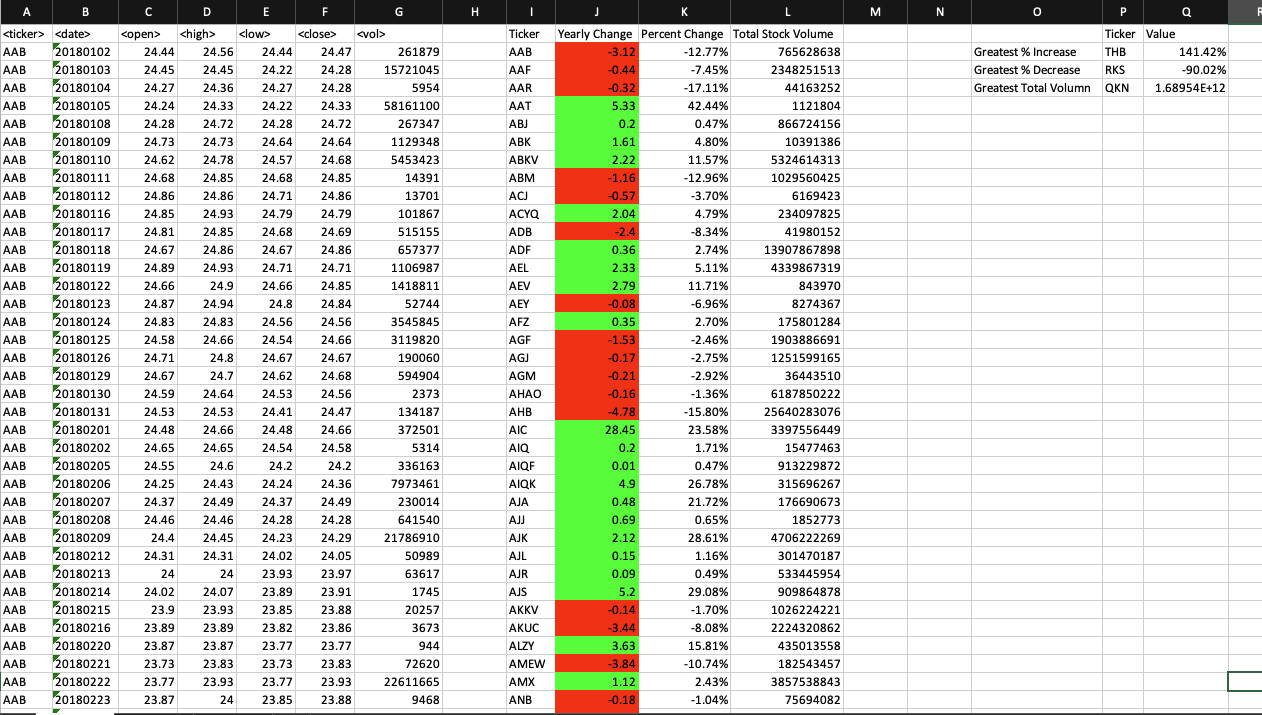 A B C D E F G H I J K L M N O P Q R
<ticker> <date> <open> <high> <low> <close> <vol> Ticker Yearly Change Percent Change Total Stock Volume Ticker Value
AAB 20180102 24.44 24.56 24.44 24.47 261879 AAB -3.12 -12.77% 765628638 Greatest % Increase THB 141.42%
AAB 20180103 24.45 24.45 24.22 24.28 15721045 AAF -0.44 -7.45% 2348251513 Greatest % Decrease RKS -90.02%
AAB 20180104 24.27 24.36 24.27 24.28 5954 AAR -0.32 -17.11% 44163252 Greatest Total Volumn QKN 1.68954E+12
AAB 20180105 24.24 24.33 24.22 24.33 58161100 AAT 5.33 42.44% 1121804
AAB 20180108 24.28 24.72 24.28 24.72 267347 ABJ 0.2 0.47% 866724156
AAB 20180109 24.73 24.73 24.64 24.64 1129348 ABK 1.61 4.80% 10391386
AAB 20180110 24.62 24.78 24.57 24.68 5453423 ABKV 2.22 11.57% 5324614313
AAB 20180111 24.68 24.85 24.68 24.85 14391 ABM -1.16 -12.96% 1029560425
AAB 20180112 24.86 24.86 24.71 24.86 13701 ACJ -0.57 -3.70% 6169423
AAB 20180116 24.85 24.93 24.79 24.79 101867 ACYQ 2.04 4.79% 234097825
AAB 20180117 24.81 24.85 24.68 24.69 515155 ADB -2.4 -8.34% 41980152
AAB 20180118 24.67 24.86 24.67 24.86 657377 ADF 0.36 2.74% 13907867898
AAB 20180119 24.89 24.93 24.71 24.71 1106987 AEL 2.33 5.11% 4339867319
AAB 20180122 24.66 24.9 24.66 24.85 1418811 AEV 2.79 11.71% 843970
AAB 20180123 24.87 24.94 24.8 24.84 52744 AEY -0.08 -6.96% 8274367
AAB 20180124 24.83 24.83 24.56 24.56 3545845 AFZ 0.35 2.70% 175801284
AAB 20180125 24.58 24.66 24.54 24.66 3119820 AGF -1.53 -2.46% 1903886691
AAB 20180126 24.71 24.8 24.67 24.67 190060 AGJ -0.17 -2.75% 1251599165
AAB 20180129 24.67 24.7 24.62 24.68 594904 AGM -0.21 -2.92% 36443510
AAB 20180130 24.59 24.64 24.53 24.56 2373 AHAO -0.16 -1.36% 6187850222
AAB 20180131 24.53 24.53 24.41 24.47 134187 AHB -4.78 -15.80% 25640283076
AAB 20180201 24.48 24.66 24.48 24.66 372501 AIC 28.45 23.58% 3397556449
AAB 20180202 24.65 24.65 24.54 24.58 5314 AIQ 0.2 1.71% 15477463
AAB 20180205 24.55 24.6 24.2 24.2 336163 AIQF 0.01 0.47% 913229872
AAB 20180206 24.25 24.43 24.24 24.36 7973461 AIQK 4.9 26.78% 315696267
AAB 20180207 24.37 24.49 24.37 24.49 230014 AJA 0.48 21.72% 176690673
AAB 20180208 24.46 24.46 24.28 24.28 641540 AJJ 0.69 0.65% 1852773
AAB 20180209 24.4 24.45 24.23 24.29 21786910 AJK 2.12 28.61% 4706222269
AAB 20180212 24.31 24.31 24.02 24.05 50989 AJL 0.15 1.16% 301470187
AAB 20180213 24 24 23.93 23.97 63617 AJR 0.09 0.49% 533445954
AAB 20180214 24.02 24.07 23.89 23.91 1745 AJS 5.2 29.08% 909864878
AAB 20180215 23.9 23.93 23.85 23.88 20257 AKKV -0.14 -1.70% 1026224221
AAB 20180216 23.89 23.89 23.82 23.86 3673 AKUC -3.44 -8.08% 2224320862
AAB 20180220 23.87 23.87 23.77 23.77 944 ALZY 3.63 15.81% 435013558
AAB 20180221 23.73 23.83 23.73 23.83 72620 AMEW -3.84 -10.74% 182543457
AAB 20180222 23.77 23.93 23.77 23.93 22611665 AMX 1.12 2.43% 3857538843
AAB 20180223 23.87 24 23.85 23.88 9468 ANB -0.18 -1.04% 75694082